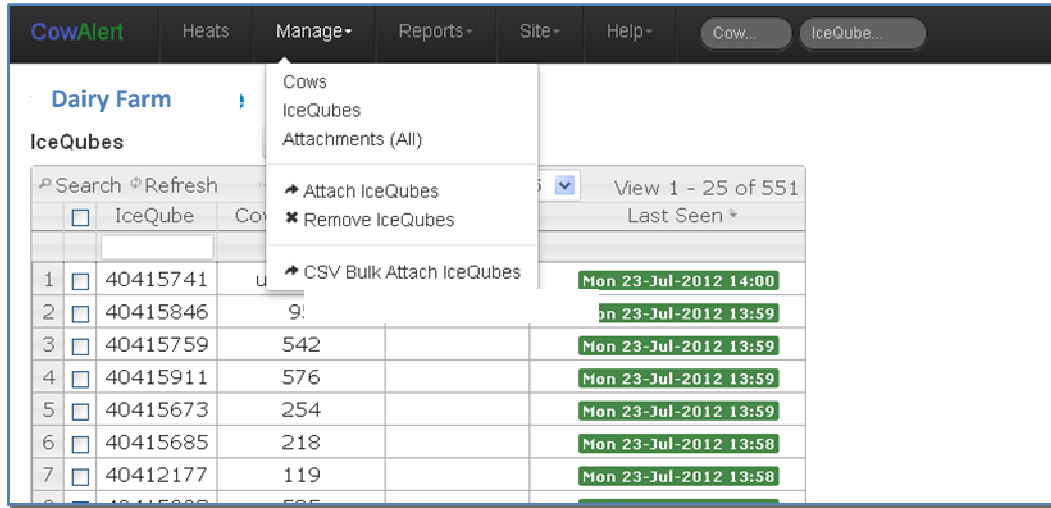 CowAlert Heats Manage Reports Site Help Cow... IceQube...
Cows
Dairy Farm
IceQubes
IceQubes
Attachments (All)
Search Refresh View 1 - 25 of 551
Attach IceQubes
IceQube Last Seen
Remove IceQubes
CSV Bulk Attach IceQubes
1 40415741 Mon 23-Jul-2012 14:00
2 40415846 23-Jul-2012 13:59
3 40415759 542 Mon 23-Jul-2012 13:59
4 40415911 576 Mon 23-Jul-2012 13:59
5 40415673 254 Mon 23-Jul-2012 13:59
6 40415685 218 Mon 23-Jul-2012 13:58
7 40412177 119 Mon 23-Jul-2012 13:58